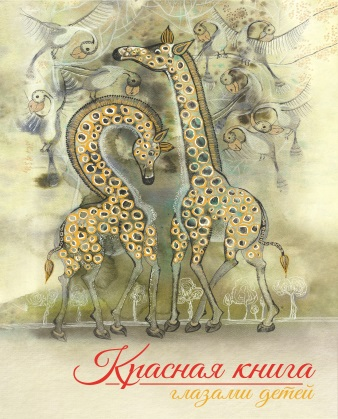 Красная книга
глазами детей